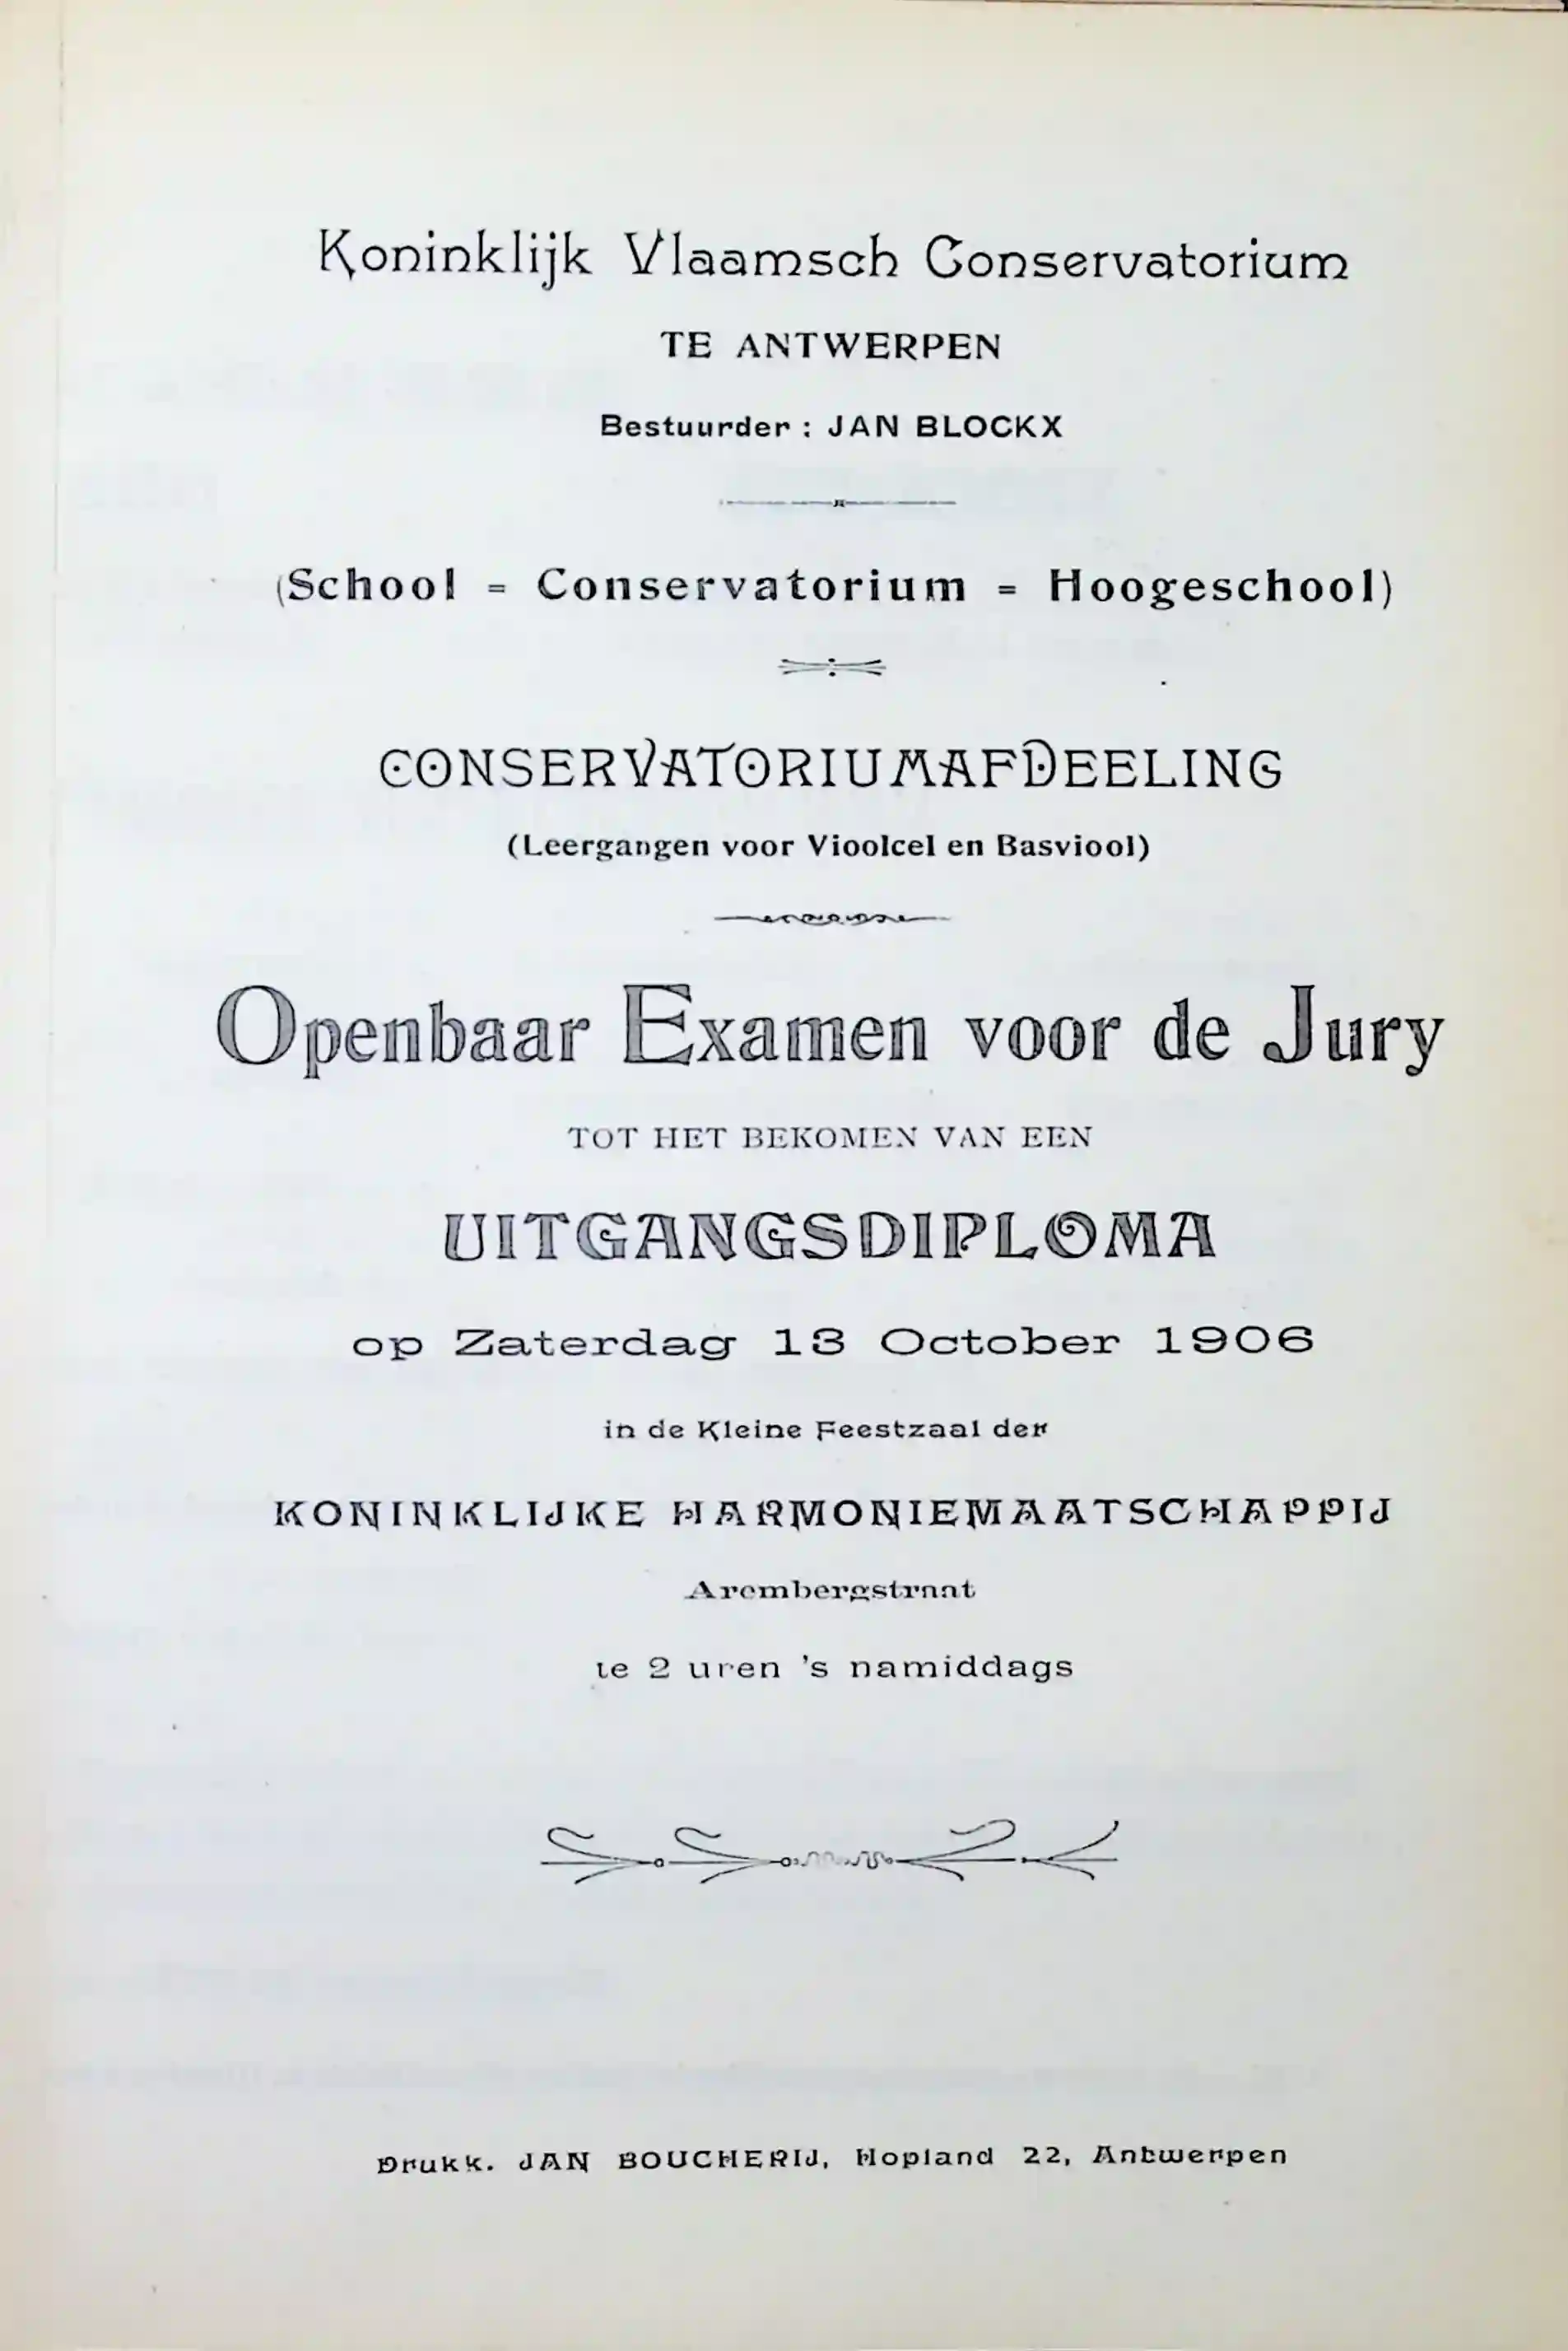 Koninklijk Vlaamsch Conservatorium
TE ANTWERPEN
Bestuurder : JAN BLOCKX
(School = Conservatorium = Hoogeschool)
CONSERVATORIUMAFDEELING
(Leergangen voor Vioolcel en Basviool)
Openbaar Examen voor de Jury
TOT HET BEKOMEN VAN EEN
UITGANGSDIPLOMA
op Zaterdag 13 October 1906
in de Kleine Feestzaal der
KONINKLIJKE HARMONIEMAATSCHAPPIJ
Arembergstraat
te 2 uren 's namiddags
Drukk. JAN BOUCHERIJ, Hopland 22, Antwerpen